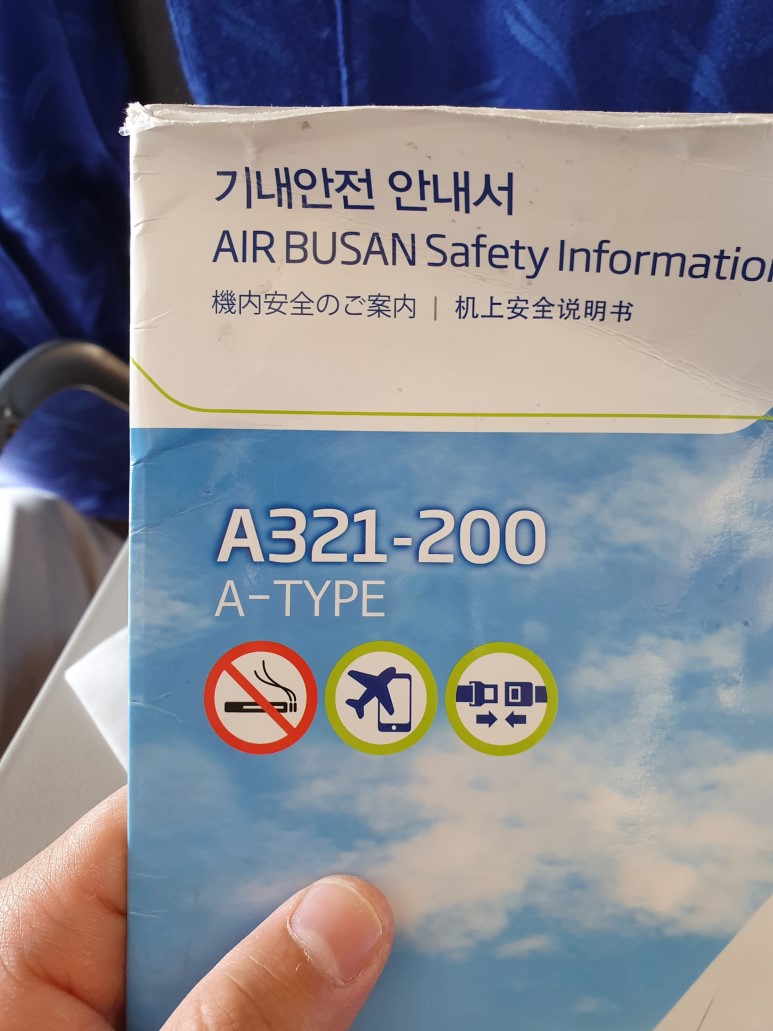 기내안전 안내서
AIR BUSAN Safety Information
機内安全のご案内 | 机上安全说明书
A321-200
A-TYPE